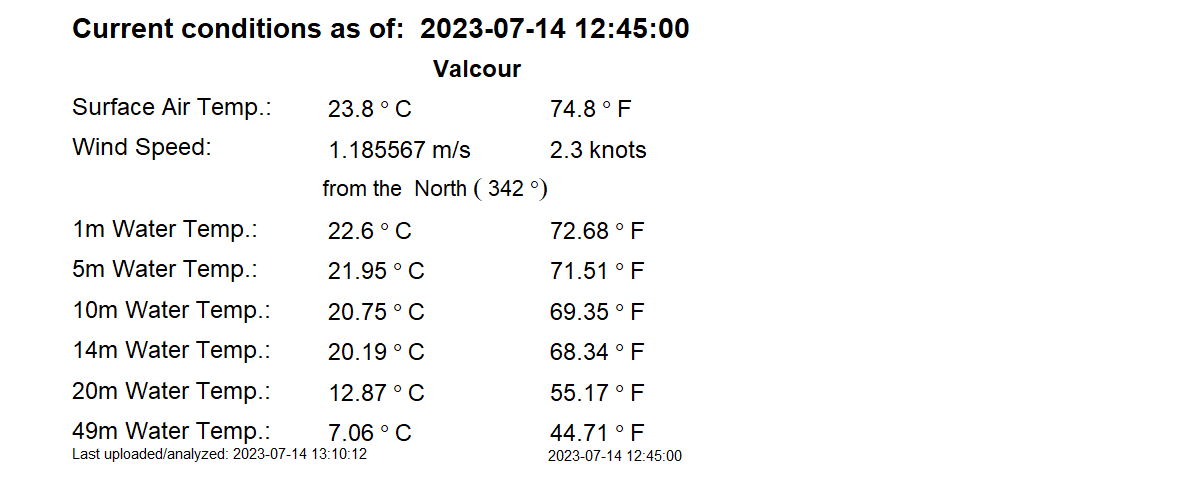 Current conditions as of:  2023-07-14 12:45:00
Valcour
Surface Air Temp.: 23.8 ° C 74.8 ° F
Wind Speed: 1.185567 m/s 2.3 knots
from the  North ( 342 °)
1m Water Temp.: 22.6 ° C 72.68 ° F
5m Water Temp.: 21.95 ° C 71.51 ° F
10m Water Temp.: 20.75 ° C 69.35 ° F
14m Water Temp.: 20.19 ° C 68.34 ° F
20m Water Temp.: 12.87 ° C 55.17 ° F
49m Water Temp.: 7.06 ° C 44.71 ° F
Last uploaded/analyzed: 2023-07-14 13:10:12 2023-07-14 12:45:00